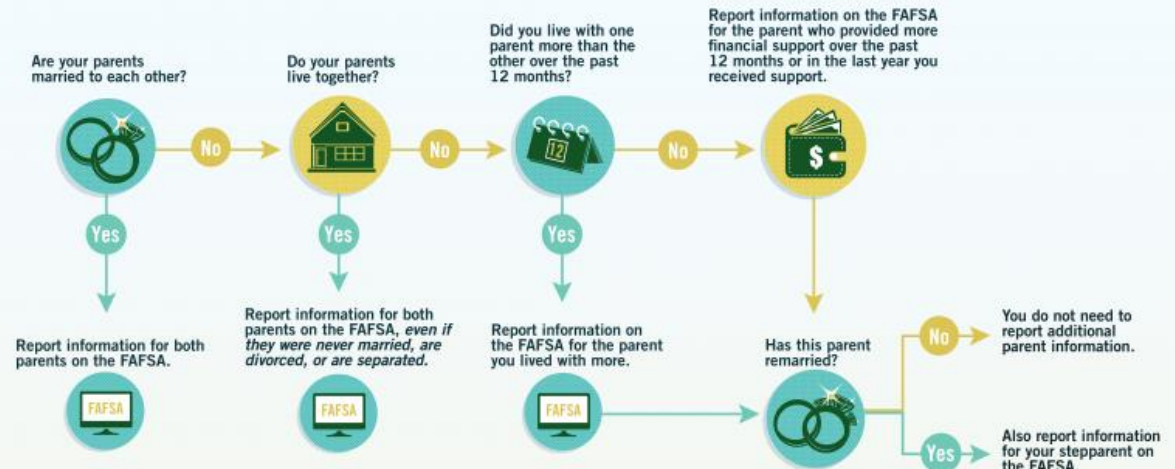 Are your parents
married to each other?
No
Yes
Report information for both
parents on the FAFSA.
FAFSA
Do your parents
live together?
No
Yes
Report information for both
parents on the FAFSA, even if
they were never married, are
divorced, or are separated.
FAFSA
Did you live with one
parent more than the
other over the past
12 months?
12
No
Yes
Report information on
the FAFSA for the parent
you lived with more.
FAFSA
Report information on the FAFSA
for the parent who provided more
financial support over the past
12 months or in the last year you
received support.
$
Has this parent
remarried?
No
You do not need to
report additional
parent information.
Yes
Also report information
for your stepparent on
the FAFSA